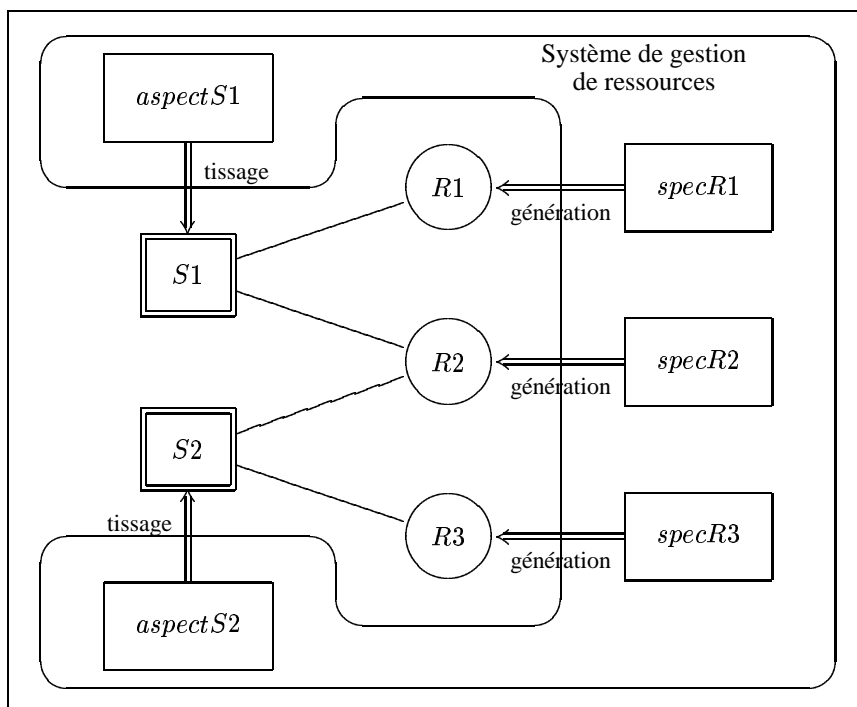 Système de gestion
de ressources
aspectS1
tissage
R1
specR1
génération
S1
R2
specR2
génération
S2
tissage
R3
specR3
génération
aspectS2